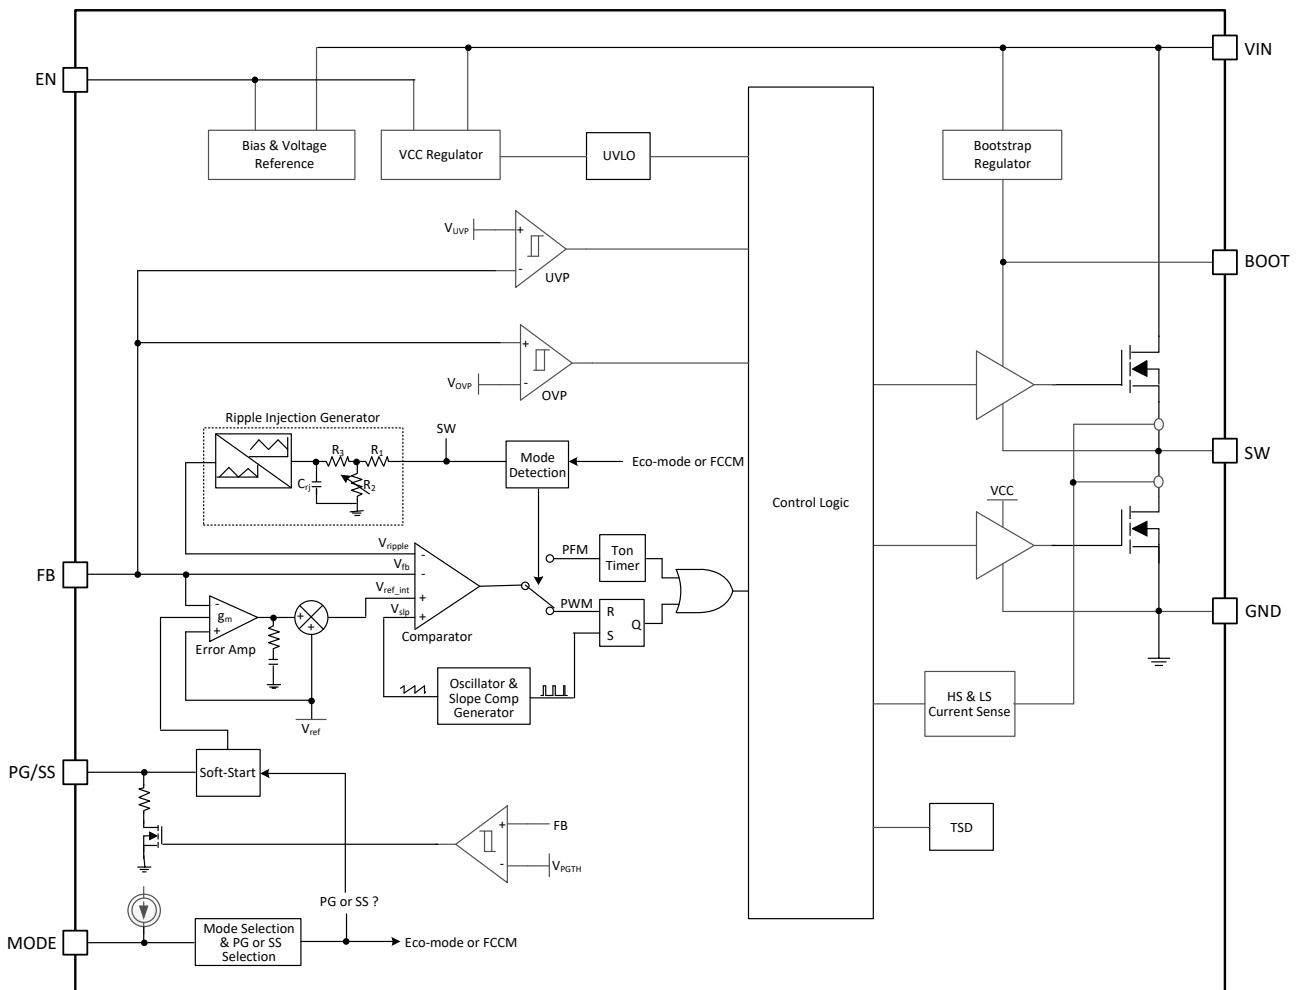 VIN
EN
Bias & Voltage
Reference
VCC Regulator
UVLO
Bootstrap
Regulator
VUVP
+
-
UVP
BOOT
+
VOVP
-
OVP
Ripple Injection Generator
SW
R3
R1
Crj
R2
Mode
Detection
Eco-mode or FCCM
SW
VCC
Control Logic
Vripple
-
PFM
Ton
Timer
FB
Vfb
-
Vref_int
+
Vslp
+
Comparator
PWM
R
S
Q
GND
-
gm
+
Error Amp
+
+
Oscillator &
Slope Comp
Generator
Vref
HS & LS
Current Sense
PG/SS
Soft-Start
+
FB
-
VPGTH
TSD
PG or SS ?
MODE
Mode Selection
& PG or SS
Selection
Eco-mode or FCCM